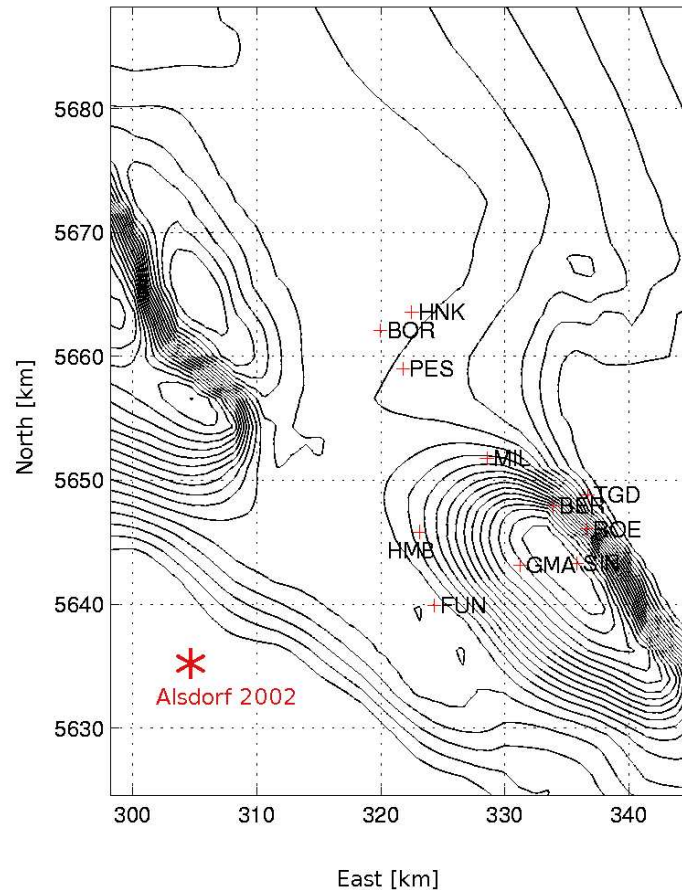 5680
5670
5660
5650
5640
5630
North [km]
HNK
BOR
PES
MIL
TGD
BER
ROE
HMB
GMA
SIN
FUN
Alsdorf 2002
300
310
320
330
340
East [km]